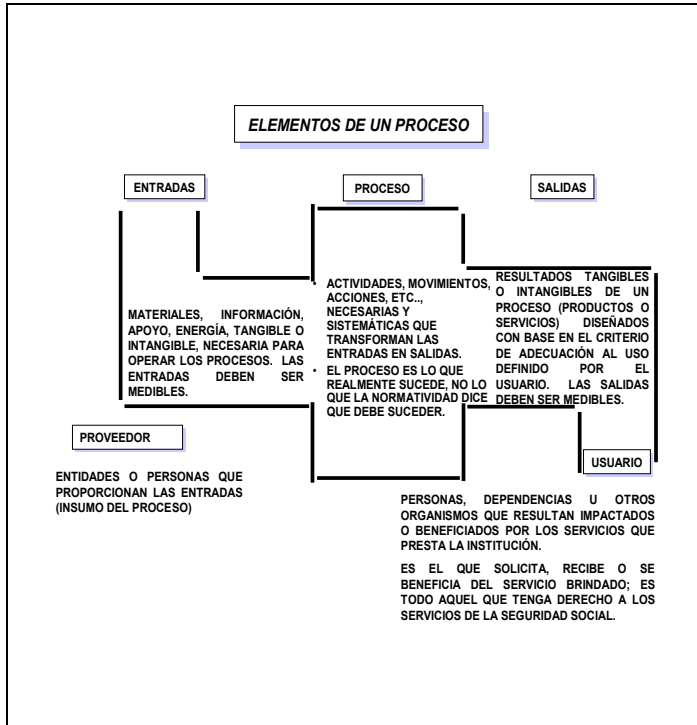 ELEMENTOS DE UN PROCESO
ENTRADAS
PROCESO
SALIDAS
MATERIALES, INFORMACIÓN,
APOYO, ENERGÍA, TANGIBLE O
INTANGIBLE, NECESARIA PARA
OPERAR LOS PROCESOS. LAS
ENTRADAS DEBEN SER
MEDIBLES.
• ACTIVIDADES, MOVIMIENTOS,
ACCIONES, ETC..,
NECESARIAS Y
SISTEMÁTICAS QUE
TRANSFORMAN LAS
ENTRADAS EN SALIDAS.
• EL PROCESO ES LO QUE
REALMENTE SUCEDE, NO LO
QUE LA NORMATIVIDAD DICE
QUE DEBE SUCEDER.
RESULTADOS TANGIBLES
O INTANGIBLES DE UN
PROCESO (PRODUCTOS O
SERVICIOS) DISEÑADOS
CON BASE EN EL CRITERIO
DE ADECUACIÓN AL USO
DEFINIDO POR EL
USUARIO. LAS SALIDAS
DEBEN SER MEDIBLES.
PROVEEDOR
ENTIDADES O PERSONAS QUE
PROPORCIONAN LAS ENTRADAS
(INSUMO DEL PROCESO)
USUARIO
PERSONAS, DEPENDENCIAS U OTROS
ORGANISMOS QUE RESULTAN IMPACTADOS
O BENEFICIADOS POR LOS SERVICIOS QUE
PRESTA LA INSTITUCIÓN.
ES EL QUE SOLICITA, RECIBE O SE
BENEFICIA DEL SERVICIO BRINDADO; ES
TODO AQUEL QUE TENGA DERECHO A LOS
SERVICIOS DE LA SEGURIDAD SOCIAL.